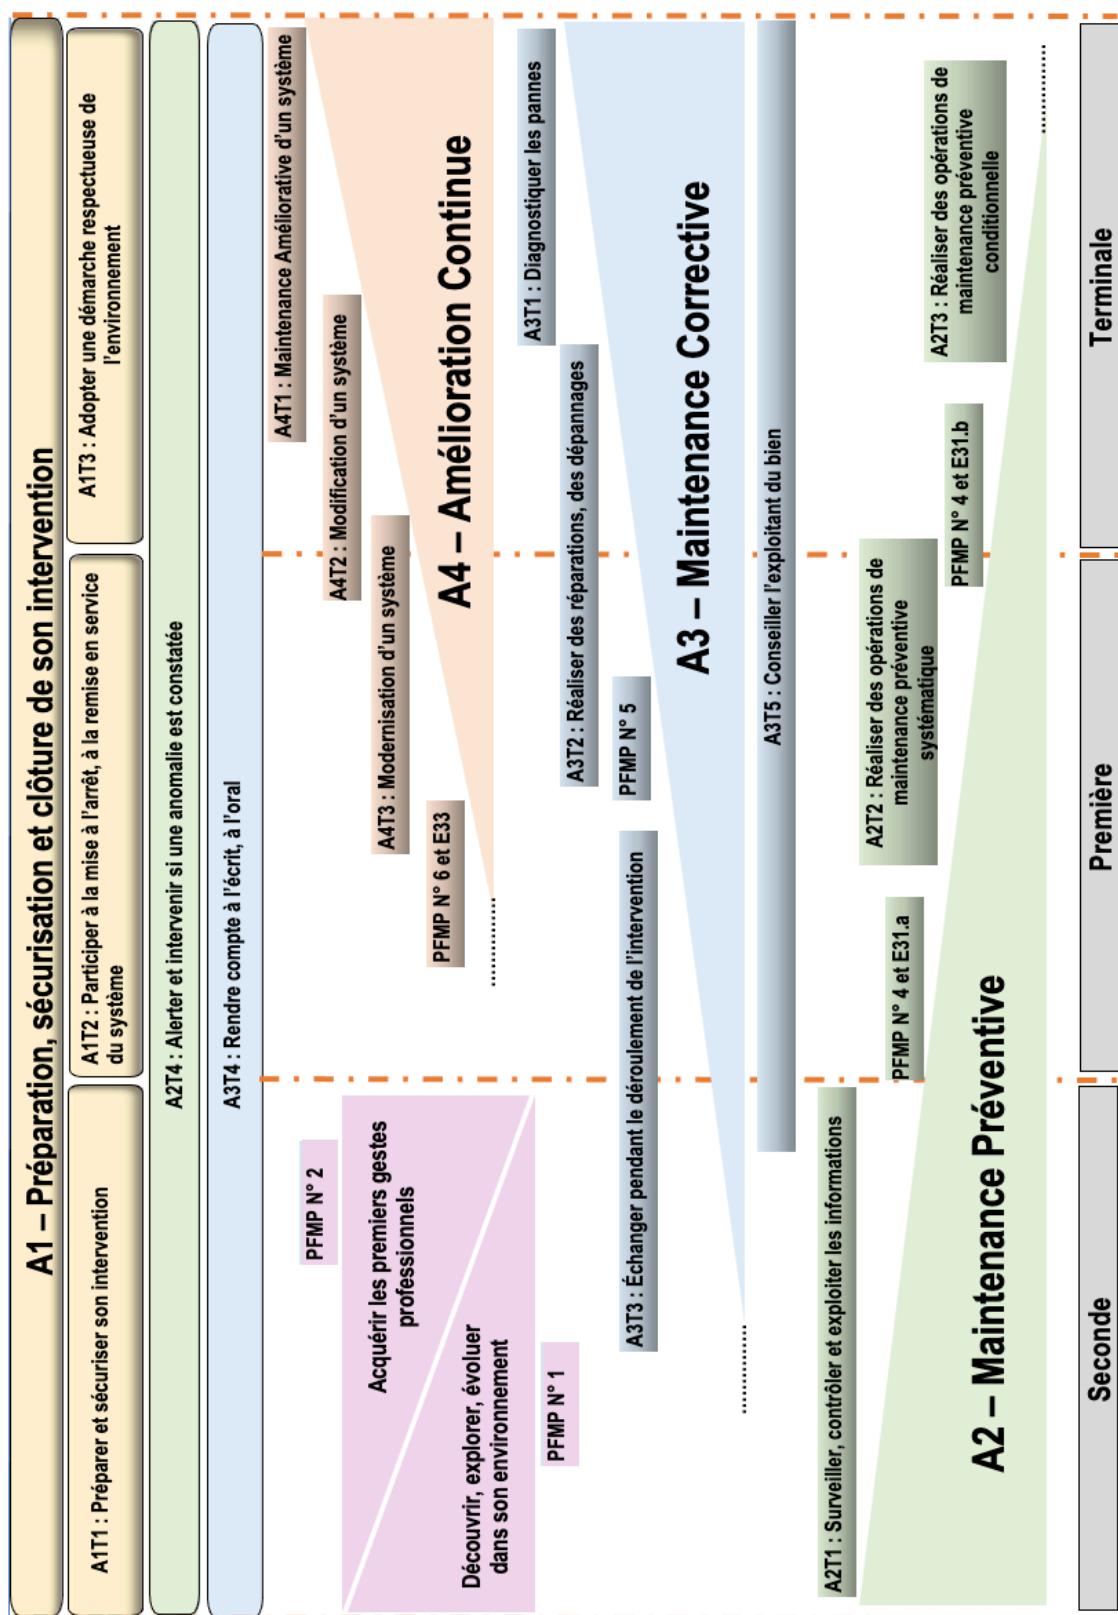 A1 – Préparation, sécurisation et clôture de son intervention
A1T1 : Préparer et sécuriser son intervention
A1T2 : Participer à la mise à l'arrêt, à la remise en service
du système
A1T3 : Adopter une démarche respectueuse de
l'environnement
A2T4 : Alerter et intervenir si une anomalie est constatée
A3T4 : Rendre compte à l'écrit, à l'oral
A4T1 : Maintenance Améliorative d'un système
PFMP N° 2
A4T2 : Modification d'un système
Acquérir les premiers gestes
professionnels
A4T3 : Modernisation d'un système
PFMP N° 6 et E33
A4 – Amélioration Continue
Découvrir, explorer, évoluer
dans son environnement
A3T1 : Diagnostiquer les pannes
PFMP N° 1
A3T2 : Réaliser des réparations, des dépannages
PFMP N° 5
A3T3 : Échanger pendant le déroulement de l'intervention
A3 – Maintenance Corrective
A3T5 : Conseiller l'exploitant du bien
A2T1 : Surveiller, contrôler et exploiter les informations
A2T2 : Réaliser des opérations de
maintenance préventive
systématique
PFMP N° 4 et E31.a
A2T3 : Réaliser des opérations de
maintenance préventive
conditionnelle
PFMP N° 4 et E31.b
A2 – Maintenance Préventive
Seconde
Première
Terminale